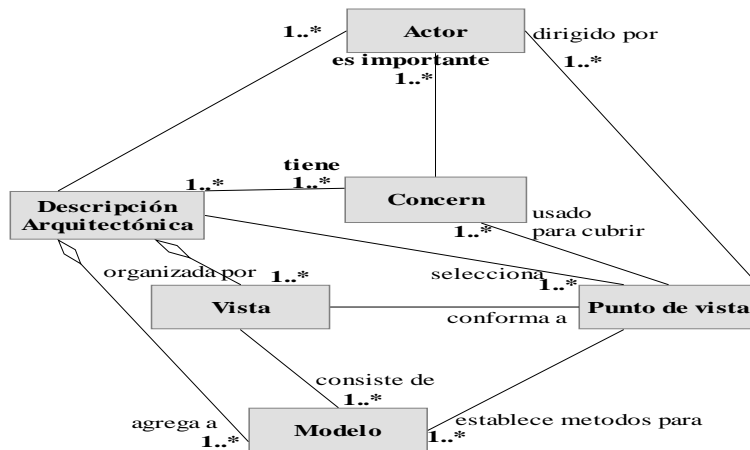 Actor
1..*
dirigido por
es importante
1..*
1..*
tiene
1..*
1..*
Concern
Descripción
Arquitectónica
usado
para cubrir
1..*
organizada por
1..*
selecciona
1..*
Vista
Punto de vista
conforma a
consiste de
1..*
agrega a
1..*
Modelo
establece metodos para
1..*